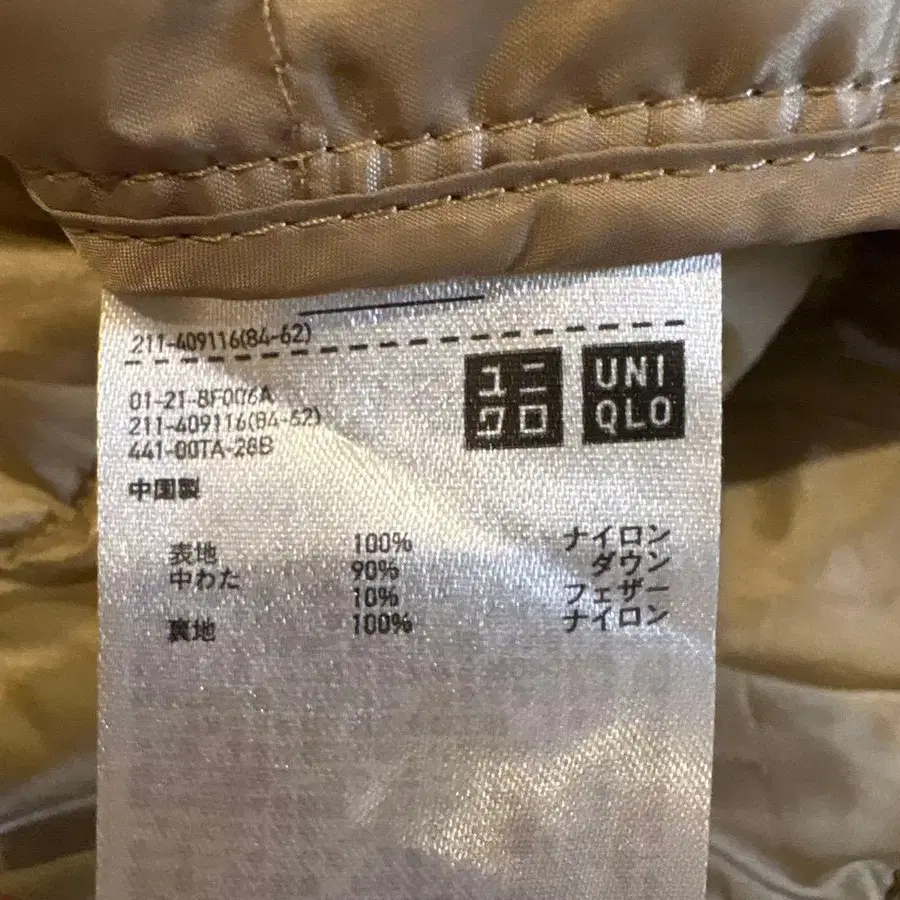 211-409116(84-62)
ユニ
クロ
UNI
QLO
01-21-8F006A
211-409116(84-62)
441-00TA-28B
中国製
表地 100% ナイロン
中わた 90% ダウン
10% フェザー
裏地 100% ナイロン